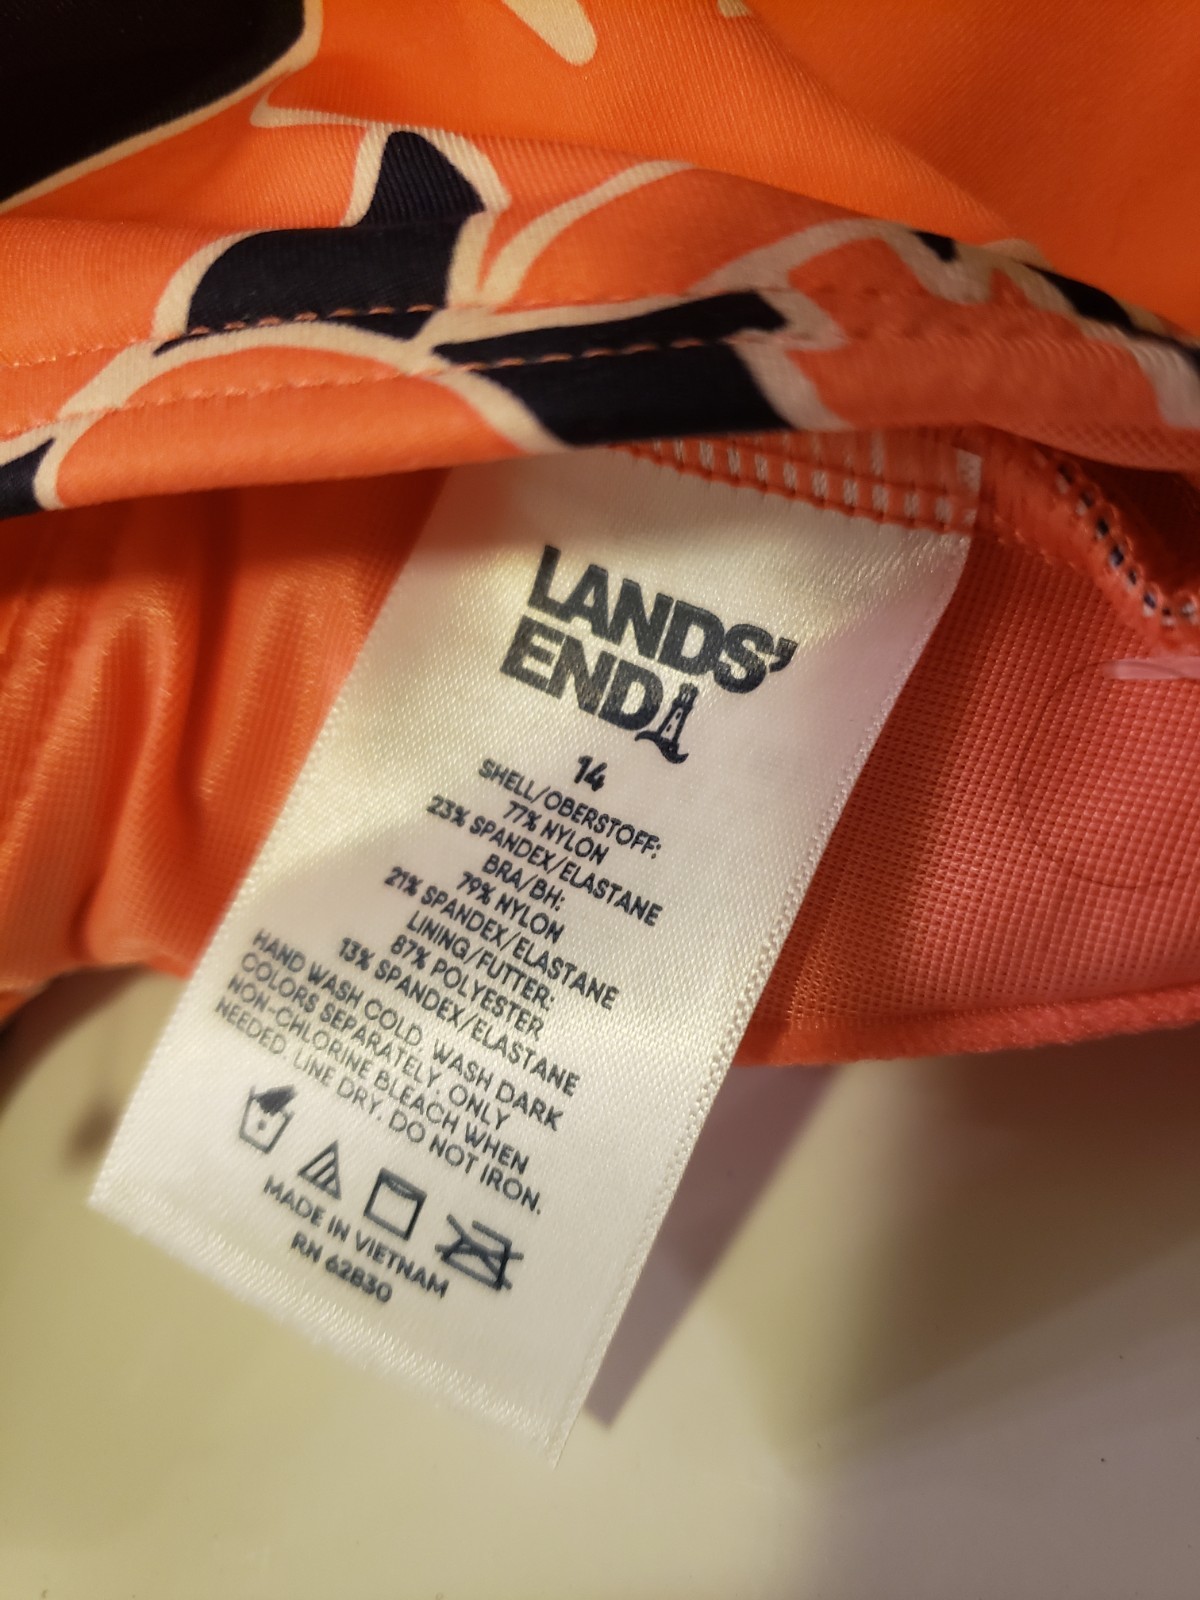 LANDS'
END
14
SHELL/OBERSTOFF:
77% NYLON
23% SPANDEX/ELASTANE
BRA/BH:
79% NYLON
21% SPANDEX/ELASTANE
LINING/FUTTER:
87% POLYESTER
13% SPANDEX/ELASTANE
HAND WASH COLD. WASH DARK
COLORS SEPARATELY. ONLY
NON-CHLORINE BLEACH WHEN
NEEDED. LINE DRY. DO NOT IRON.
MADE IN VIETNAM
RN 62830